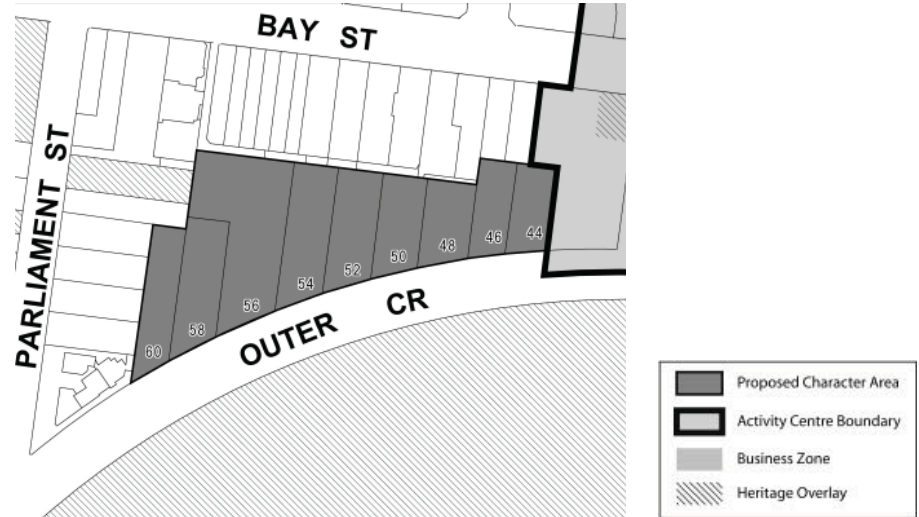 BAY ST
PARLIAMENT ST
60
58
56
54
52
50
48
46
44
OUTER CR
Proposed Character Area
Activity Centre Boundary
Business Zone
Heritage Overlay